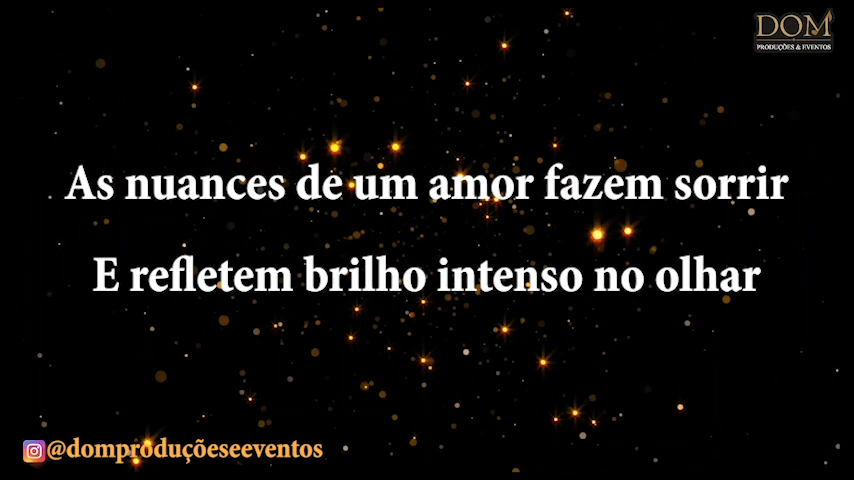 DOM
PRODUÇÕES & EVENTOS
As nuances de um amor fazem sorrir
E refletem brilho intenso no olhar
@domproduçõeseeventos